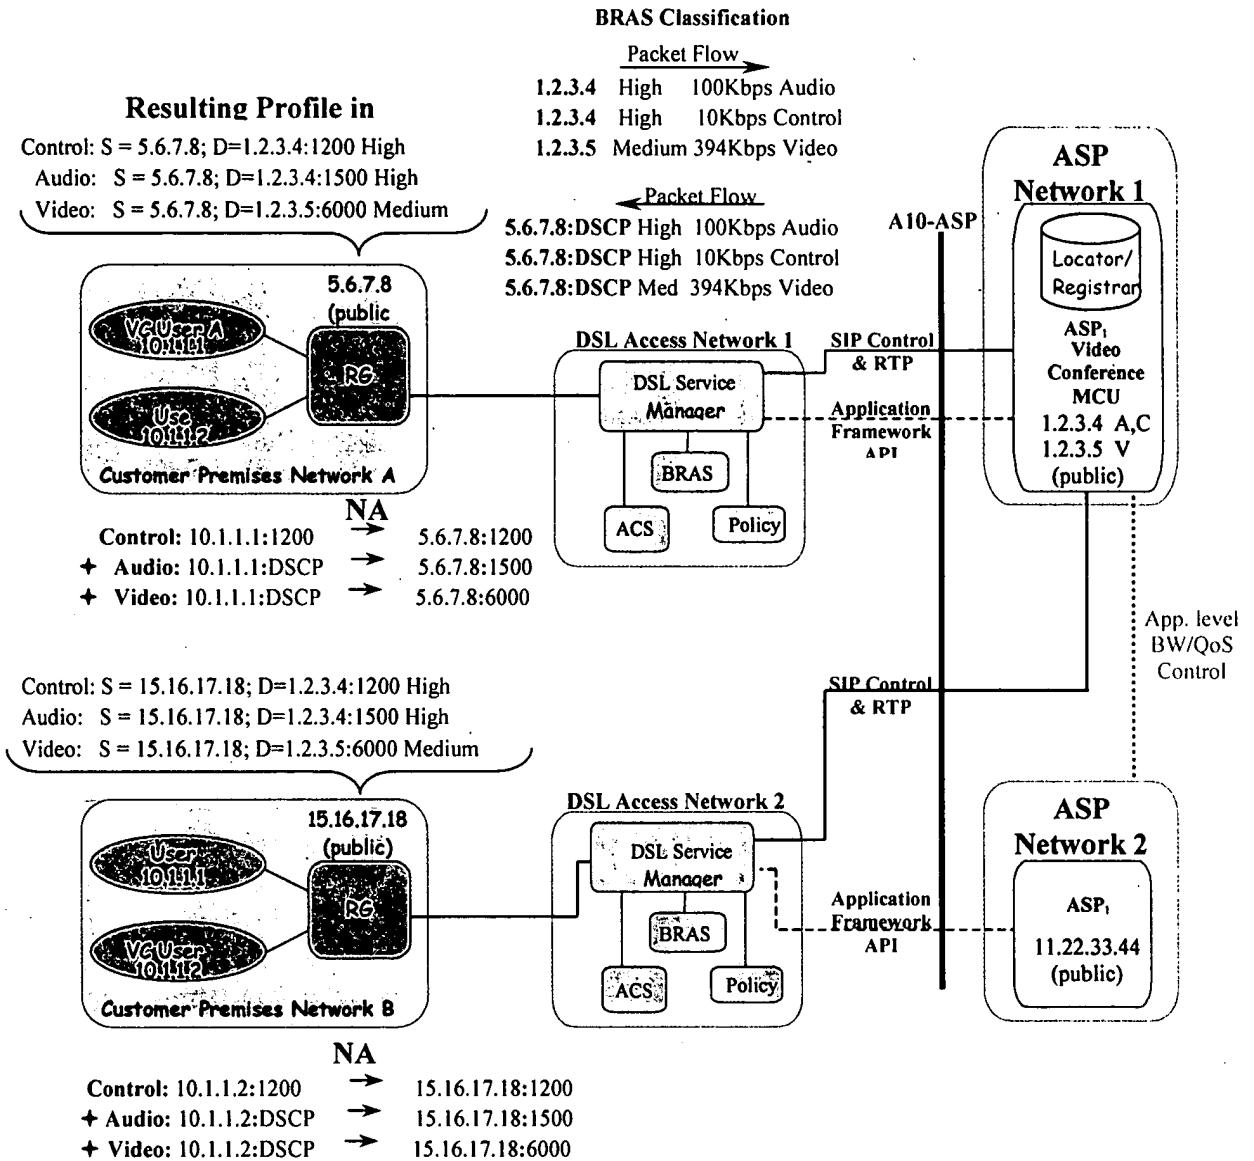 BRAS Classification
Packet Flow
1.2.3.4 High 100Kbps Audio
1.2.3.4 High 10Kbps Control
1.2.3.5 Medium 394Kbps Video
Packet Flow
5.6.7.8:DSCP High 100Kbps Audio
5.6.7.8:DSCP High 10Kbps Control
5.6.7.8:DSCP Med 394Kbps Video
Resulting Profile in
Control: S = 5.6.7.8; D=1.2.3.4:1200 High
Audio: S = 5.6.7.8; D=1.2.3.4:1500 High
Video: S = 5.6.7.8; D=1.2.3.5:6000 Medium
5.6.7.8
(public
VC User A
10.1.1.1
RG
Use
10.1.1.2
Customer Premises Network A
NA
Control: 10.1.1.1:1200 → 5.6.7.8:1200
+ Audio: 10.1.1.1:DSCP → 5.6.7.8:1500
+ Video: 10.1.1.1:DSCP → 5.6.7.8:6000
DSL Access Network 1
DSL Service
Manager
BRAS
ACS
Policy
A10-ASP
SIP Control
& RTP
Application
Framework
API
ASP
Network 1
Locator/
Registrar
ASP₁
Video
Conference
MCU
1.2.3.4 A,C
1.2.3.5 V
(public)
App. level
BW/QoS
Control
Control: S = 15.16.17.18; D=1.2.3.4:1200 High
Audio: S = 15.16.17.18; D=1.2.3.4:1500 High
Video: S = 15.16.17.18; D=1.2.3.5:6000 Medium
15.16.17.18
(public)
User
10.1.1.1
RG
VC User
10.1.1.2
Customer Premises Network B
NA
Control: 10.1.1.2:1200 → 15.16.17.18:1200
+ Audio: 10.1.1.2:DSCP → 15.16.17.18:1500
+ Video: 10.1.1.2:DSCP → 15.16.17.18:6000
DSL Access Network 2
DSL Service
Manager
BRAS
ACS
Policy
SIP Control
& RTP
Application
Framework
API
ASP
Network 2
ASP₁
11.22.33.44
(public)